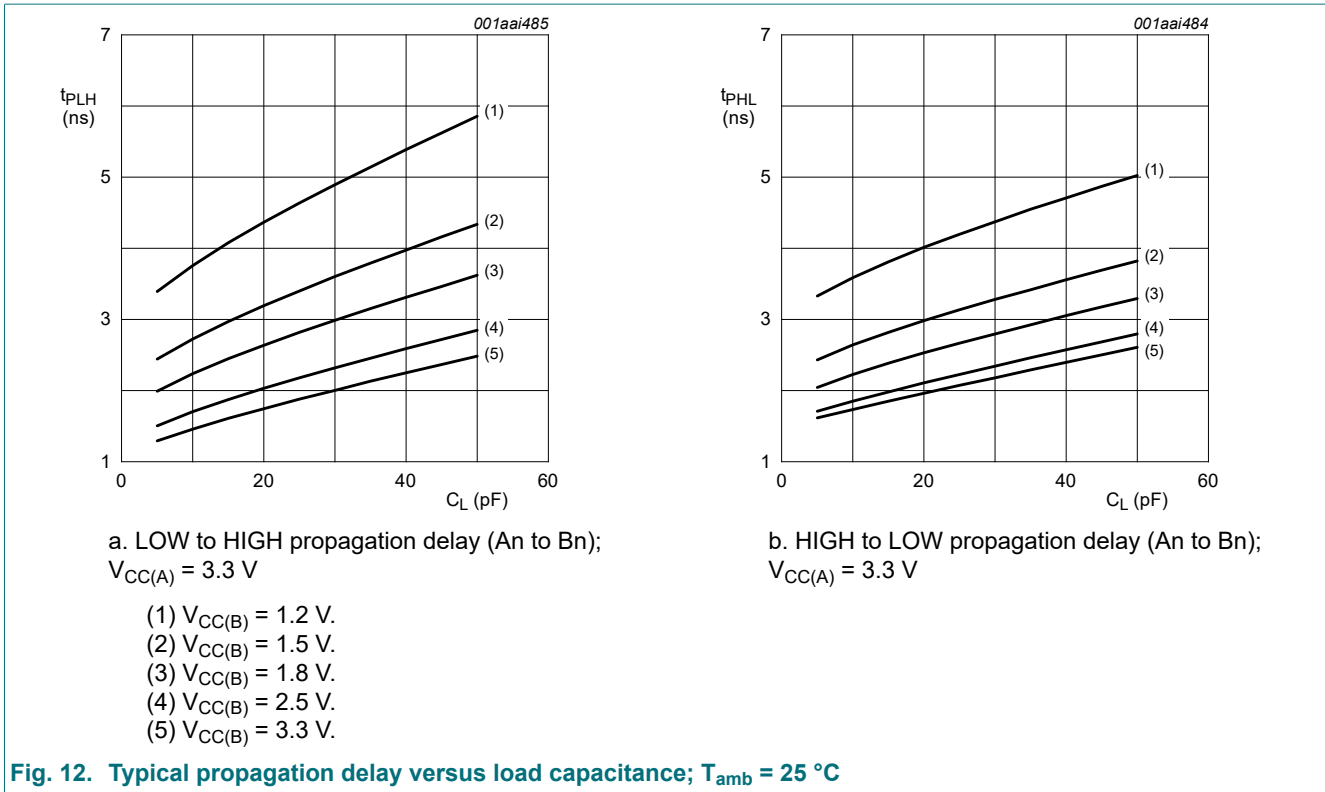 001aai485
7
tPLH
(ns)
(1)
5
(2)
(3)
3
(4)
(5)
1
0
20
40
60
CL (pF)
a. LOW to HIGH propagation delay (An to Bn);
VCC(A) = 3.3 V
001aai484
7
tPHL
(ns)
(1)
5
(2)
(3)
3
(4)
(5)
1
0
20
40
60
CL (pF)
b. HIGH to LOW propagation delay (An to Bn);
VCC(A) = 3.3 V
(1) VCC(B) = 1.2 V.
(2) VCC(B) = 1.5 V.
(3) VCC(B) = 1.8 V.
(4) VCC(B) = 2.5 V.
(5) VCC(B) = 3.3 V.
Fig. 12. Typical propagation delay versus load capacitance; Tamb = 25 °C